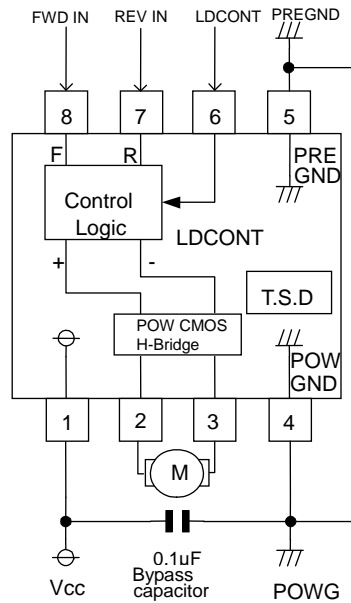 FWD IN REV IN LDCONT PREGND
8 7 6 5
F R
PRE
GND
Control
Logic
LDCONT
+ -
T.S.D
POW CMOS
H-Bridge
POW
GND
1 2 3 4
M
0.1uF
Bypass
capacitor
Vcc
POWG